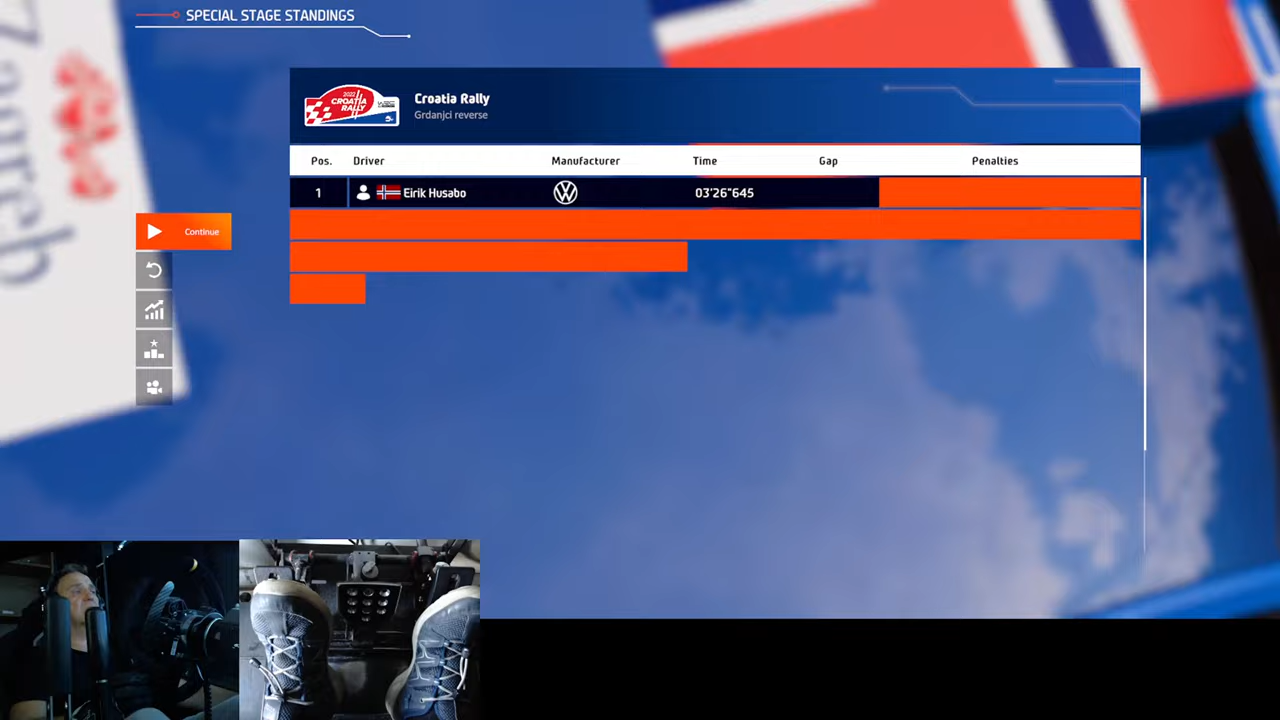 SPECIAL STAGE STANDINGS
2022
CROATIA
RALLY
Croatia Rally
Grdanjci reverse
Pos. Driver Manufacturer Time Gap Penalties
1 Eirik Husabo 03'26"645
Continue